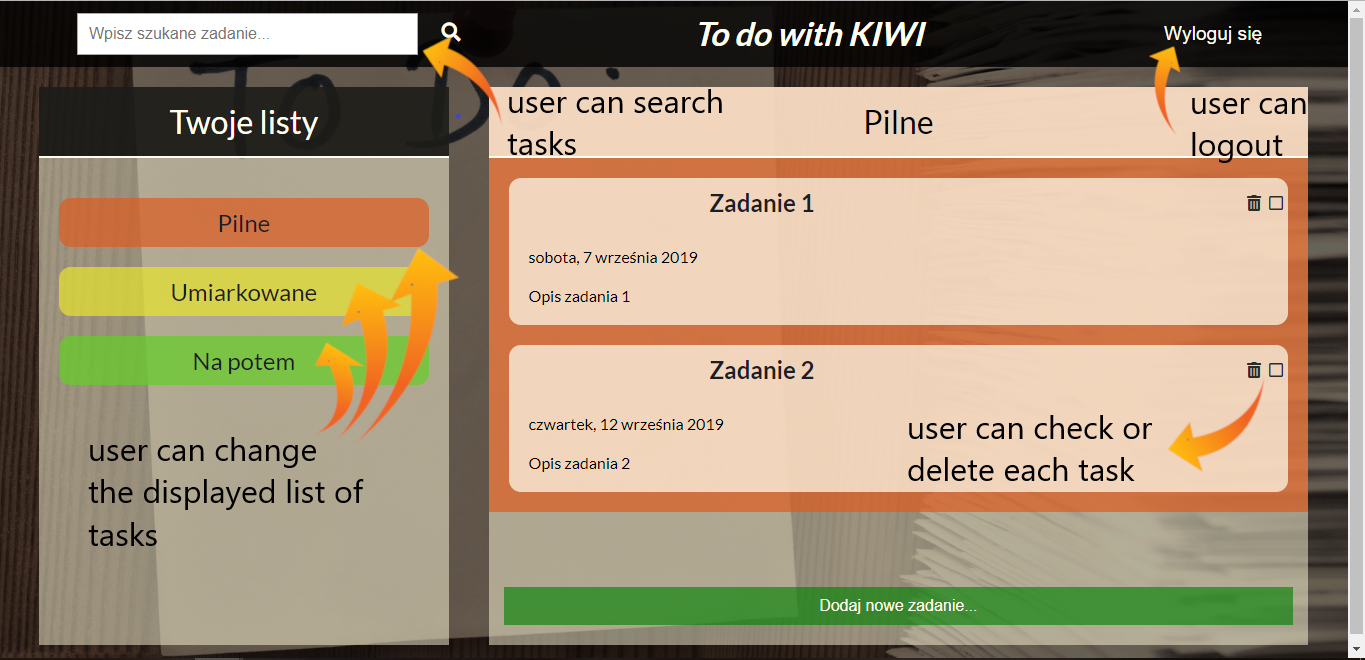 Wpisz szukane zadanie...
To do with KIWI
Wyloguj się
To Do:
Twoje listy
user can search
tasks
Pilne
user can
logout
Pilne
Umiarkowane
Na potem
user can change
the displayed list of
tasks
Zadanie 1
sobota, 7 września 2019
Opis zadania 1
Zadanie 2
czwartek, 12 września 2019
Opis zadania 2
user can check or
delete each task
Dodaj nowe zadanie...